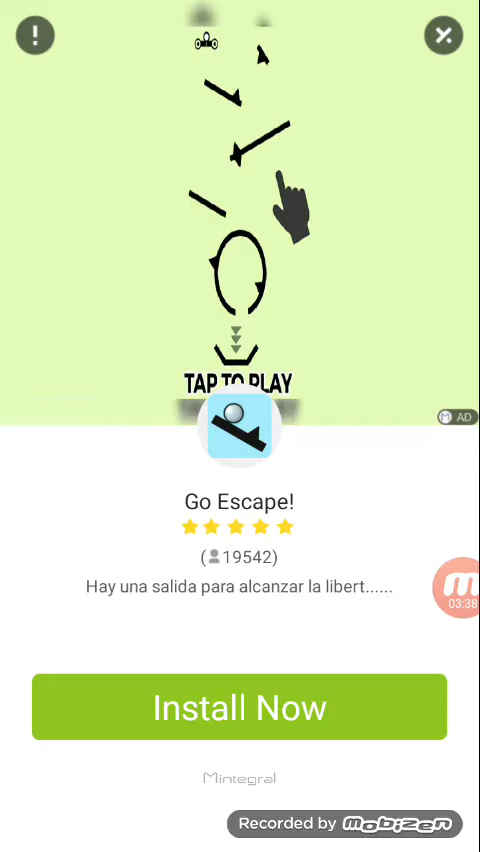 TAP TO PLAY
AD
Go Escape!
(19542)
Hay una salida para alcanzar la libert......
03:38
Install Now
Mintegral
Recorded by mobizen